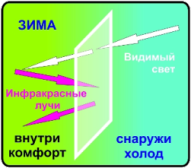 ЗИМА
Видимый
свет
Инфракрасные
лучи
внутри
комфорт
снаружи
холод